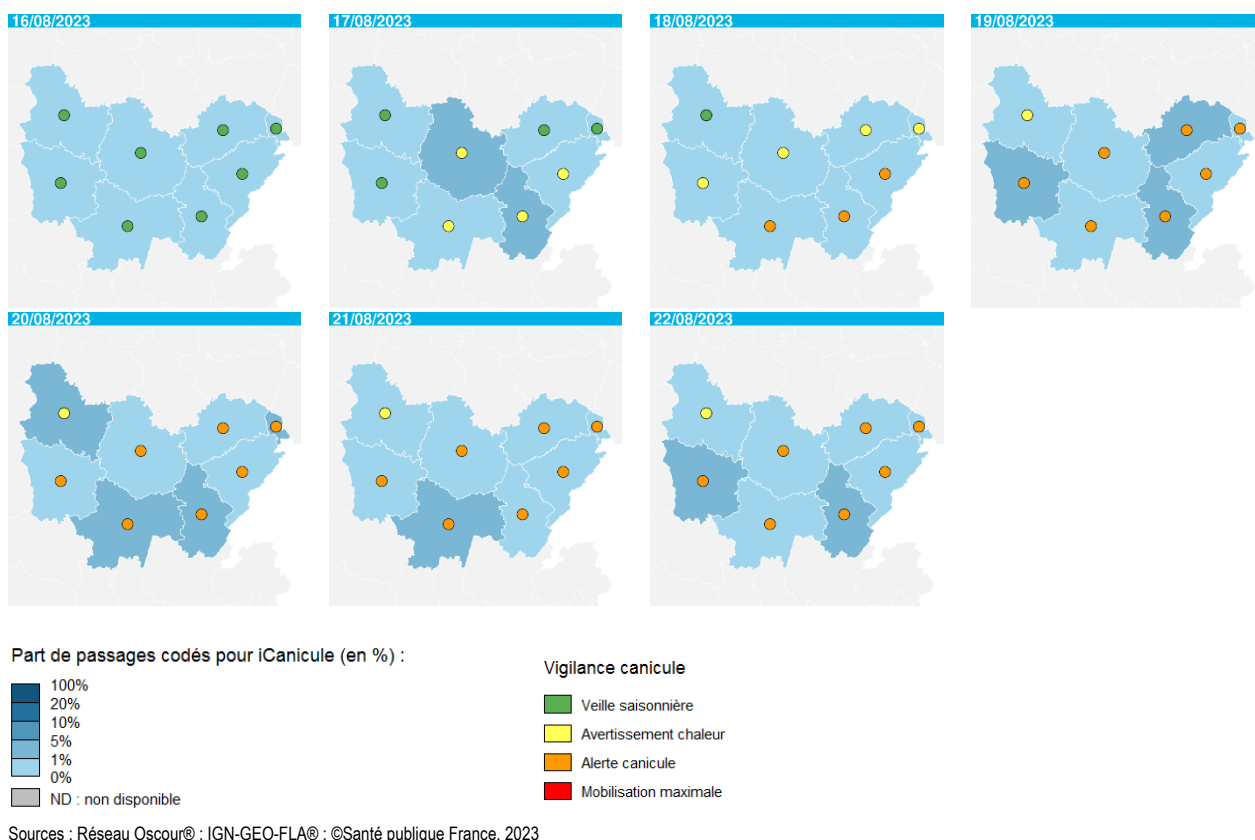 16/08/2023
17/08/2023
18/08/2023
19/08/2023
20/08/2023
21/08/2023
22/08/2023
Part de passages codés pour iCanicule (en %) :
100%
20%
10%
5%
1%
0%
ND : non disponible
Vigilance canicule
Veille saisonnière
Avertissement chaleur
Alerte canicule
Mobilisation maximale
Sources : Réseau Oscour® ; IGN-GEO-FLA® ; ©Santé publique France, 2023